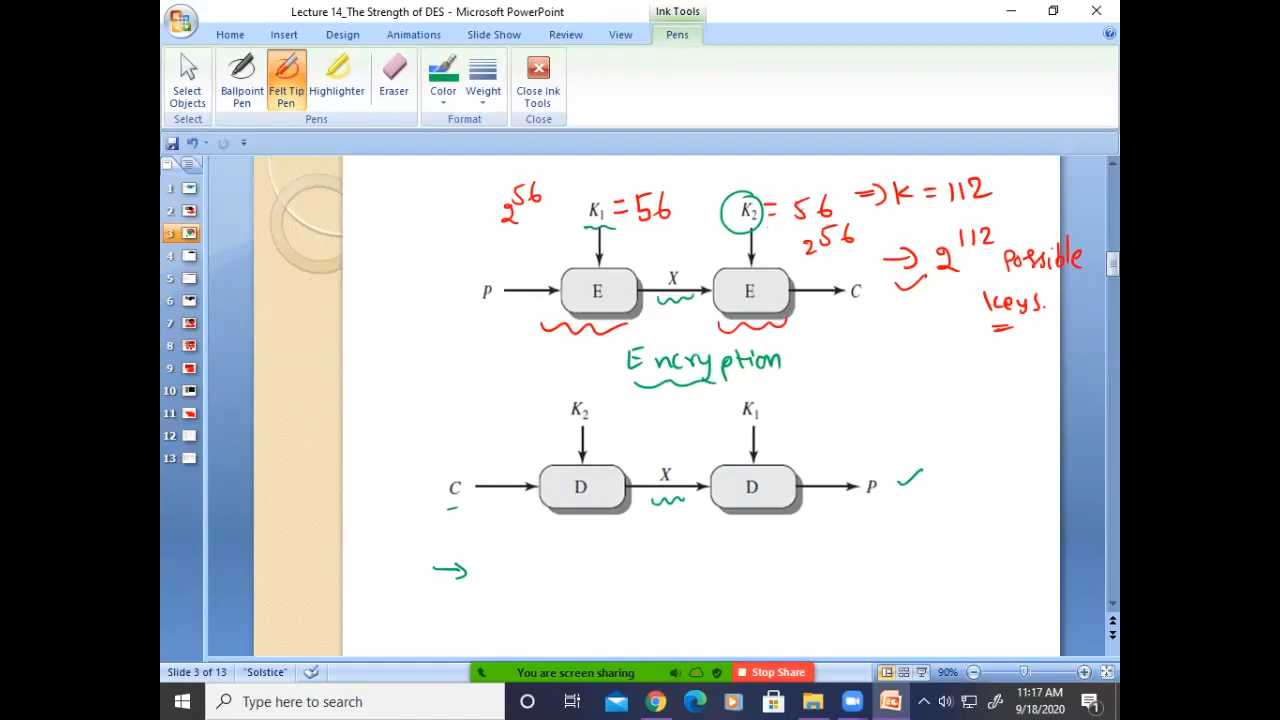 Lecture 14_The Strength of DES - Microsoft PowerPoint
Ink Tools
Home Insert Design Animations Slide Show Review View Pens
Select Objects
Ballpoint Pen
Felt Tip Pen
Highlighter
Eraser
Color
Weight
Close Ink Tools
Select
Pens
Format
Close
1
2
3
4
5
6
7
8
9
10
11
12
13
2^56 K₁ = 56 K₂ = 56 ⇒ K = 112
2^56
→ 2^112 possible
keys.
P E X E C
Encryption
K₂ K₁
C D X D P
→
Slide 3 of 13
"Solstice"
You are screen sharing
Stop Share
90%
Type here to search
11:17 AM
9/18/2020
1